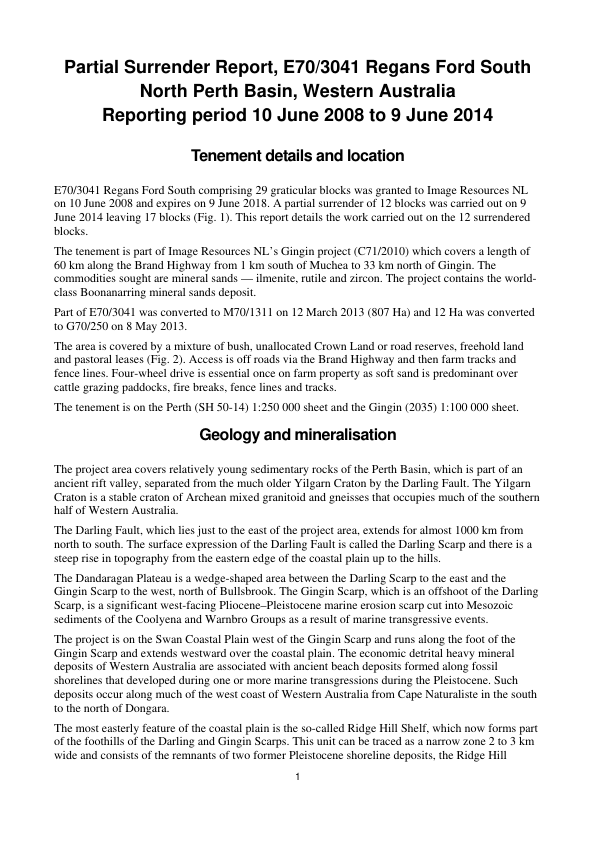 Partial Surrender Report, E70/3041 Regans Ford South
North Perth Basin, Western Australia
Reporting period 10 June 2008 to 9 June 2014
Tenement details and location
E70/3041 Regans Ford South comprising 29 graticular blocks was granted to Image Resources NL
on 10 June 2008 and expires on 9 June 2018. A partial surrender of 12 blocks was carried out on 9
June 2014 leaving 17 blocks (Fig. 1). This report details the work carried out on the 12 surrendered
blocks.
The tenement is part of Image Resources NL's Gingin project (C71/2010) which covers a length of
60 km along the Brand Highway from 1 km south of Muchea to 33 km north of Gingin. The
commodities sought are mineral sands — ilmenite, rutile and zircon. The project contains the world-
class Boonanarring mineral sands deposit.
Part of E70/3041 was converted to M70/1311 on 12 March 2013 (807 Ha) and 12 Ha was converted
to G70/250 on 8 May 2013.
The area is covered by a mixture of bush, unallocated Crown Land or road reserves, freehold land
and pastoral leases (Fig. 2). Access is off roads via the Brand Highway and then farm tracks and
fence lines. Four-wheel drive is essential once on farm property as soft sand is predominant over
cattle grazing paddocks, fire breaks, fence lines and tracks.
The tenement is on the Perth (SH 50-14) 1:250 000 sheet and the Gingin (2035) 1:100 000 sheet.
Geology and mineralisation
The project area covers relatively young sedimentary rocks of the Perth Basin, which is part of an
ancient rift valley, separated from the much older Yilgarn Craton by the Darling Fault. The Yilgarn
Craton is a stable craton of Archean mixed granitoid and gneisses that occupies much of the southern
half of Western Australia.
The Darling Fault, which lies just to the east of the project area, extends for almost 1000 km from
north to south. The surface expression of the Darling Fault is called the Darling Scarp and there is a
steep rise in topography from the eastern edge of the coastal plain up to the hills.
The Dandaragan Plateau is a wedge-shaped area between the Darling Scarp to the east and the
Gingin Scarp to the west, north of Bullsbrook. The Gingin Scarp, which is an offshoot of the Darling
Scarp, is a significant west-facing Pliocene–Pleistocene marine erosion scarp cut into Mesozoic
sediments of the Coolyena and Warnbro Groups as a result of marine transgressive events.
The project is on the Swan Coastal Plain west of the Gingin Scarp and runs along the foot of the
Gingin Scarp and extends westward over the coastal plain. The economic detrital heavy mineral
deposits of Western Australia are associated with ancient beach deposits formed along fossil
shorelines that developed during one or more marine transgressions during the Pleistocene. Such
deposits occur along much of the west coast of Western Australia from Cape Naturaliste in the south
to the north of Dongara.
The most easterly feature of the coastal plain is the so-called Ridge Hill Shelf, which now forms part
of the foothills of the Darling and Gingin Scarps. This unit can be traced as a narrow zone 2 to 3 km
wide and consists of the remnants of two former Pleistocene shoreline deposits, the Ridge Hill
1